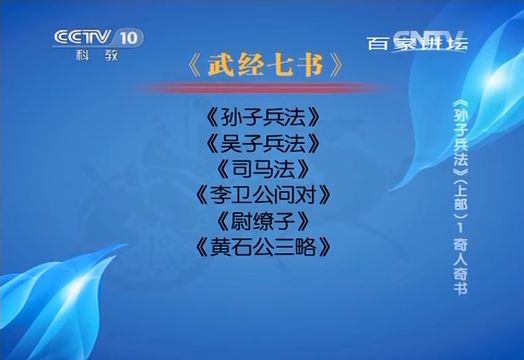 CCTV 10
科教
百家讲坛
CNTV
《武经七书》
《孙子兵法》
《吴子兵法》
《司马法》
《李卫公问对》
《尉缭子》
《黄石公三略》
《孙子兵法》(上部)1 奇人奇书